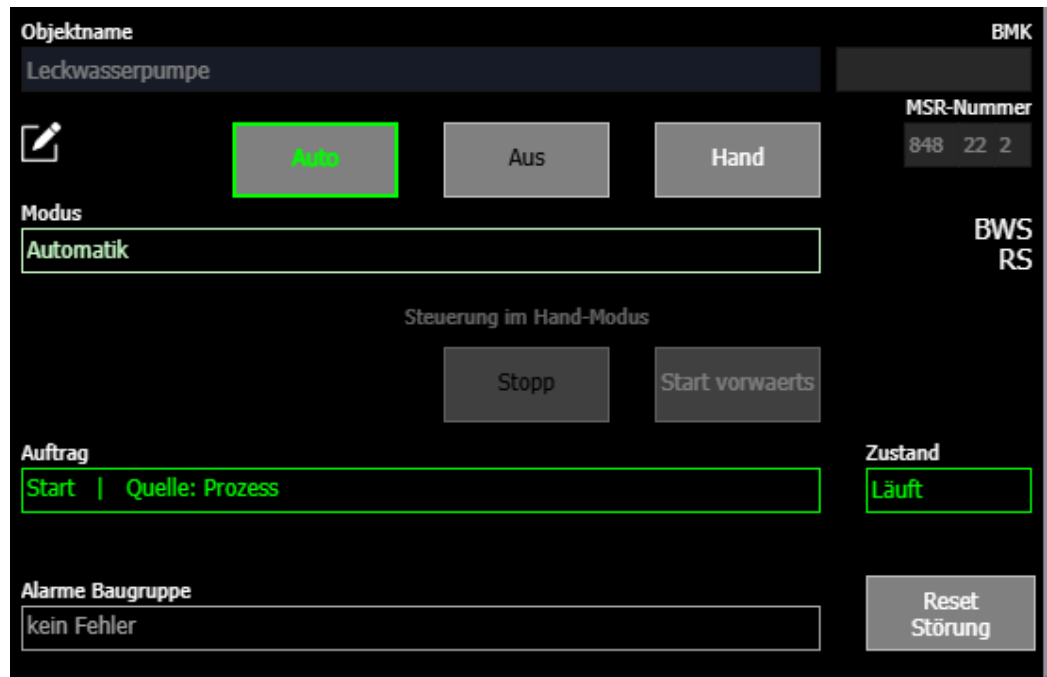 Objektname BMK
Leckwasserpumpe
MSR-Nummer
848 22 2
Auto Aus Hand
Modus
Automatik
BWS
RS
Steuerung im Hand-Modus
Stopp Start vorwaerts
Auftrag Zustand
Start | Quelle: Prozess Läuft
Alarme Baugruppe
kein Fehler
Reset
Störung